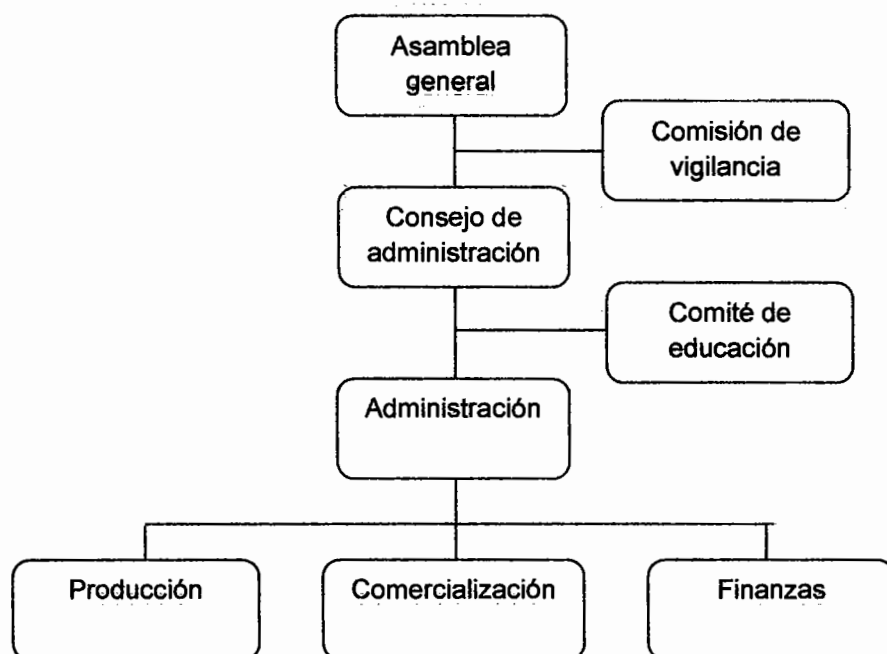 Asamblea
general
Comisión de
vigilancia
Consejo de
administración
Comité de
educación
Administración
Producción
Comercialización
Finanzas